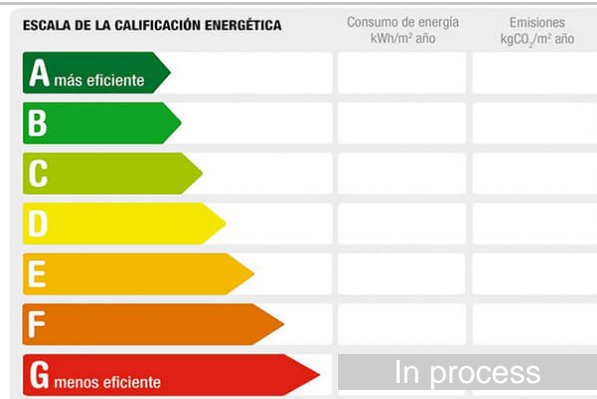 ESCALA DE LA CALIFICACIÓN ENERGÉTICA
Consumo de energía
kWh/m² año
Emisiones
kgCO₂/m² año
A más eficiente
B
C
D
E
F
G menos eficiente
In process